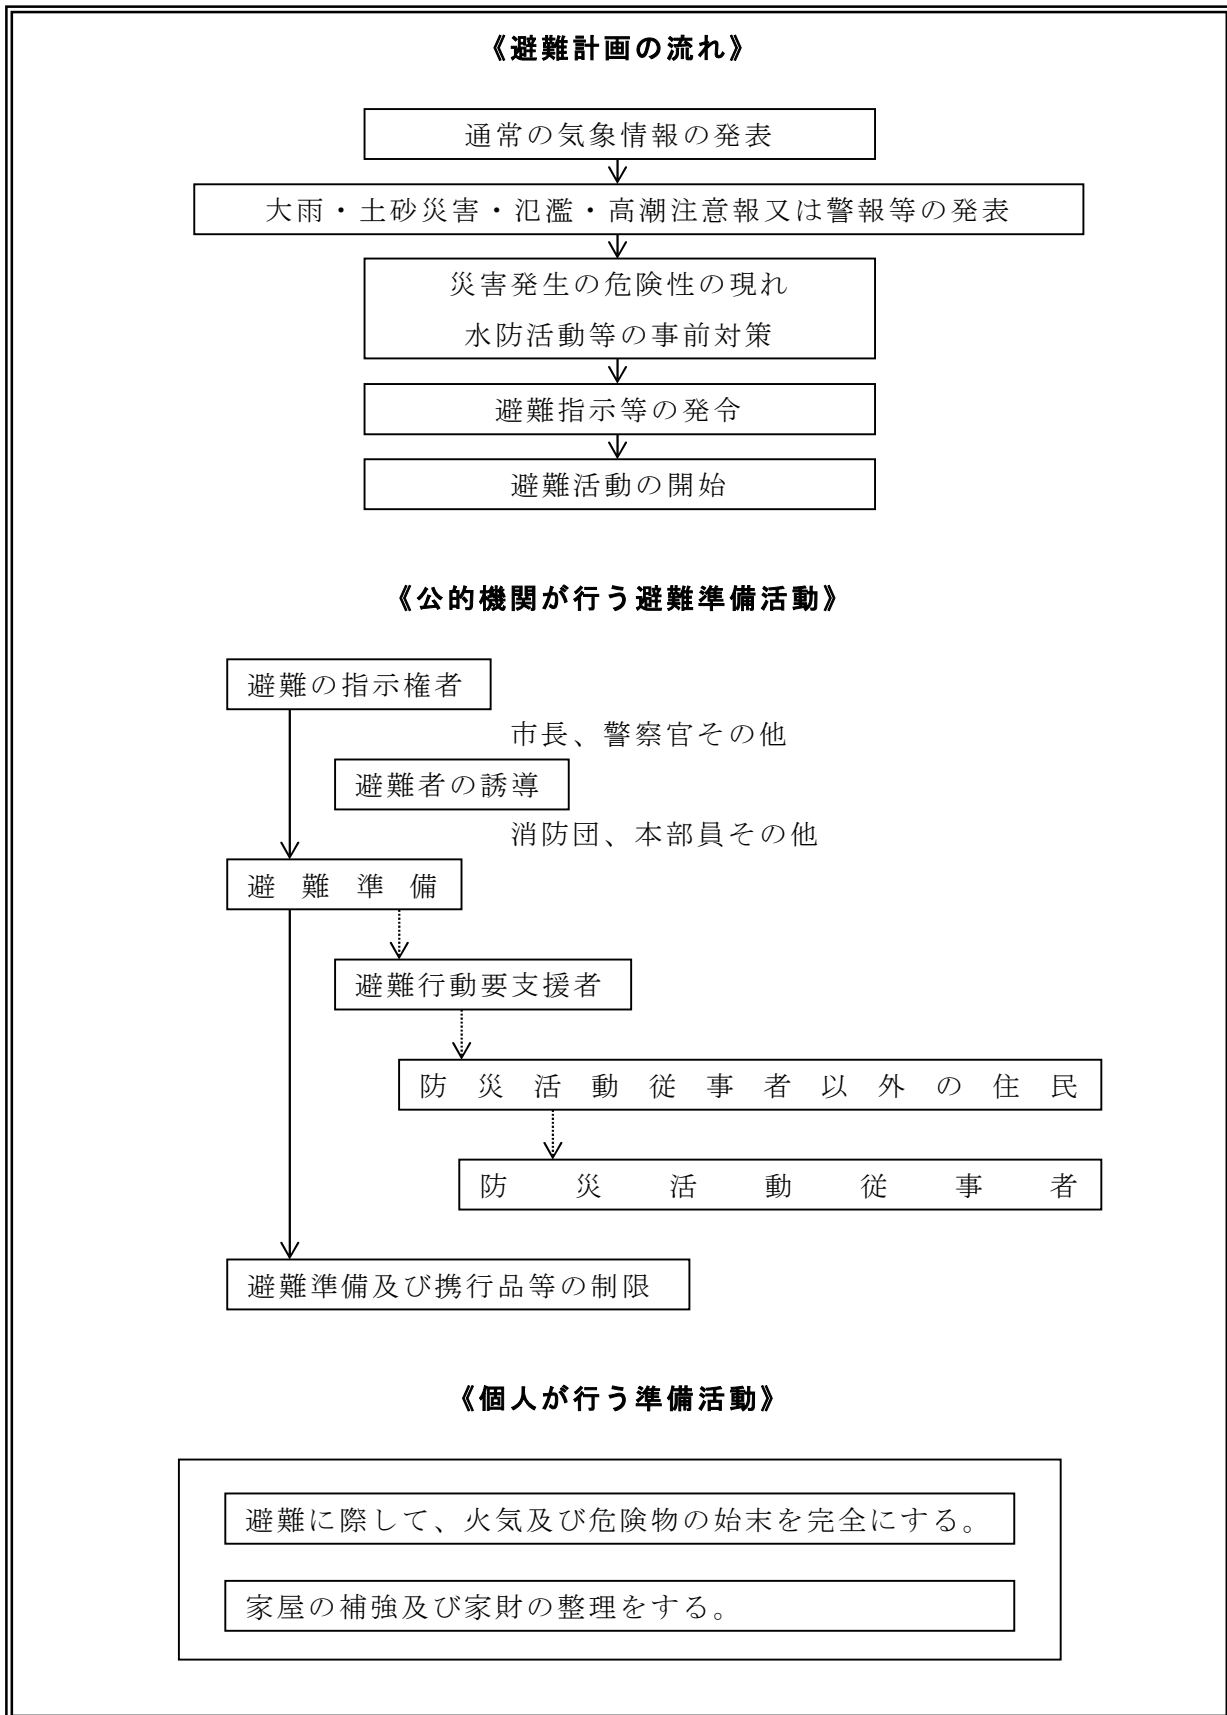 《避難計画の流れ》
通常の気象情報の発表
大雨・土砂災害・氾濫・高潮注意報又は警報等の発表
災害発生の危険性の現れ
水防活動等の事前対策
避難指示等の発令
避難活動の開始
《公的機関が行う避難準備活動》
避難の指示権者
市長、警察官その他
避難者の誘導
消防団、本部員その他
避難準備
避難行動要支援者
防災活動従事者以外の住民
防災活動従事者
避難準備及び携行品等の制限
《個人が行う準備活動》
避難に際して、火気及び危険物の始末を完全にする。
家屋の補強及び家財の整理をする。